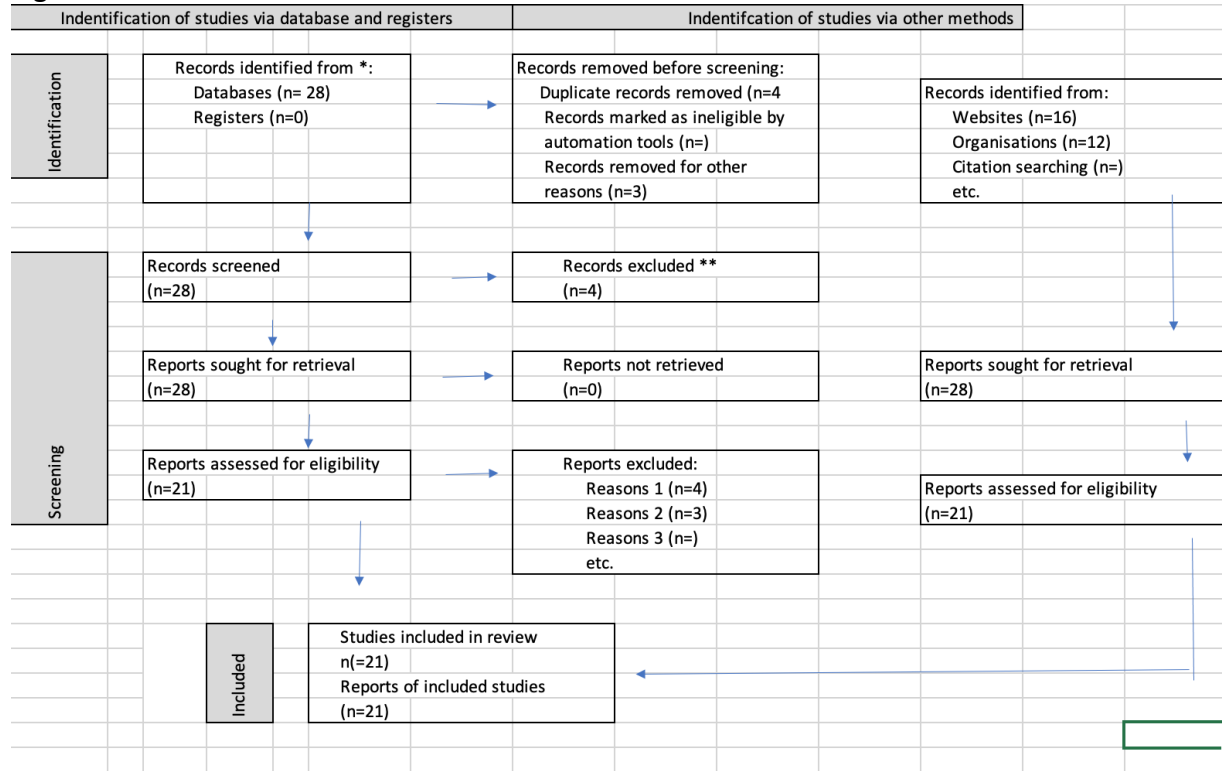 Indentification of studies via database and registers
Indentifcation of studies via other methods
Identification
Records identified from *:
Databases (n= 28)
Registers (n=0)
Records removed before screening:
Duplicate records removed (n=4
Records marked as ineligible by
automation tools (n=)
Records removed for other
reasons (n=3)
Records identified from:
Websites (n=16)
Organisations (n=12)
Citation searching (n=)
etc.
Screening
Records screened
(n=28)
Records excluded **
(n=4)
Reports sought for retrieval
(n=28)
Reports not retrieved
(n=0)
Reports sought for retrieval
(n=28)
Reports assessed for eligibility
(n=21)
Reports excluded:
Reasons 1 (n=4)
Reasons 2 (n=3)
Reasons 3 (n=)
etc.
Reports assessed for eligibility
(n=21)
Included
Studies included in review
n(=21)
Reports of included studies
(n=21)